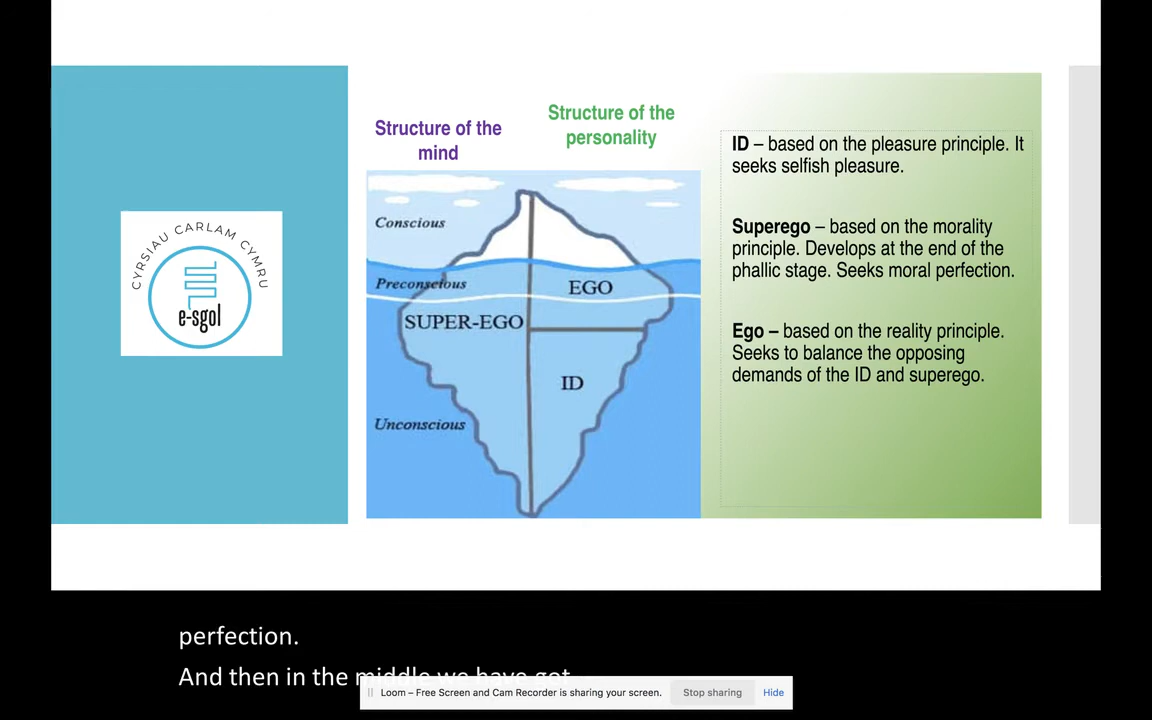 CYRSIAU CARLAM CYMRU
e-sgol
Structure of the
mind
Structure of the
personality
Conscious
Preconscious
EGO
SUPER-EGO
ID
Unconscious
ID – based on the pleasure principle. It
seeks selfish pleasure.
Superego – based on the morality
principle. Develops at the end of the
phallic stage. Seeks moral perfection.
Ego – based on the reality principle.
Seeks to balance the opposing
demands of the ID and superego.
perfection.
And then in the middle we have got
Loom – Free Screen and Cam Recorder is sharing your screen.
Stop sharing
Hide